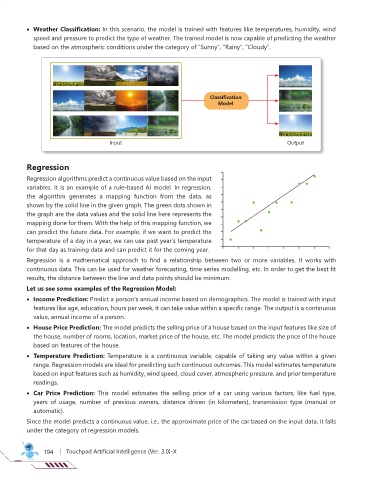 • Weather Classification: In this scenario, the model is trained with features like temperatures, humidity, wind
speed and pressure to predict the type of weather. The trained model is now capable of predicting the weather
based on the atmospheric conditions under the category of "Sunny", "Rainy", "Cloudy".
Classification
Model
Input
Output
Regression
Regression algorithms predict a continuous value based on the input
variables. It is an example of a rule-based AI model. In regression,
the algorithm generates a mapping function from the data, as
shown by the solid line in the given graph. The green dots shown in
the graph are the data values and the solid line here represents the
mapping done for them. With the help of this mapping function, we
can predict the future data. For example, if we want to predict the
temperature of a day in a year, we can use past year's temperature
for that day as training data and can predict it for the coming year.
Regression is a mathematical approach to find a relationship between two or more variables. It works with
continuous data. This can be used for weather forecasting, time series modelling, etc. In order to get the best fit
results, the distance between the line and data points should be minimum.
Let us see some examples of the Regression Model:
• Income Prediction: Predict a person's annual income based on demographics. The model is trained with input
features like age, education, hours per week, it can take value within a specific range. The output is a continuous
value, annual income of a person.
• House Price Prediction: The model predicts the selling price of a house based on the input features like size of
the house, number of rooms, location, market price of the house, etc. The model predicts the price of the house
based on features of the house.
• Temperature Prediction: Temperature is a continuous variable, capable of taking any value within a given
range. Regression models are ideal for predicting such continuous outcomes. This model estimates temperature
based on input features such as humidity, wind speed, cloud cover, atmospheric pressure, and prior temperature
readings.
• Car Price Prediction: This model estimates the selling price of a car using various factors, like fuel type,
years of usage, number of previous owners, distance driven (in kilometers), transmission type (manual or
automatic).
Since the model predicts a continuous value, i.e., the approximate price of the car based on the input data, it falls
under the category of regression models.
194 | Touchpad Artificial Intelligence (Ver. 3.0)-X